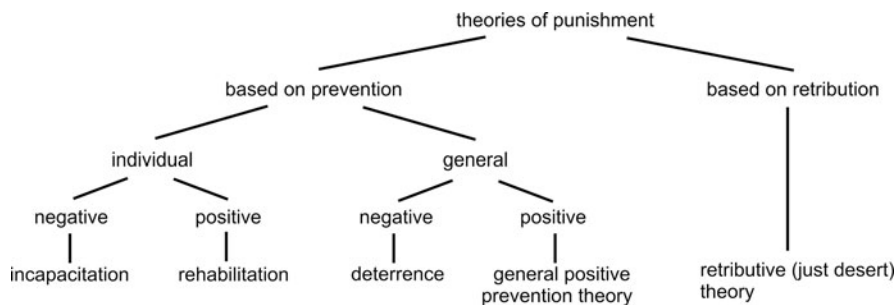 theories of punishment
based on prevention
based on retribution
individual
general
negative
positive
negative
positive
incapacitation
rehabilitation
deterrence
general positive
prevention theory
retributive (just desert)
theory